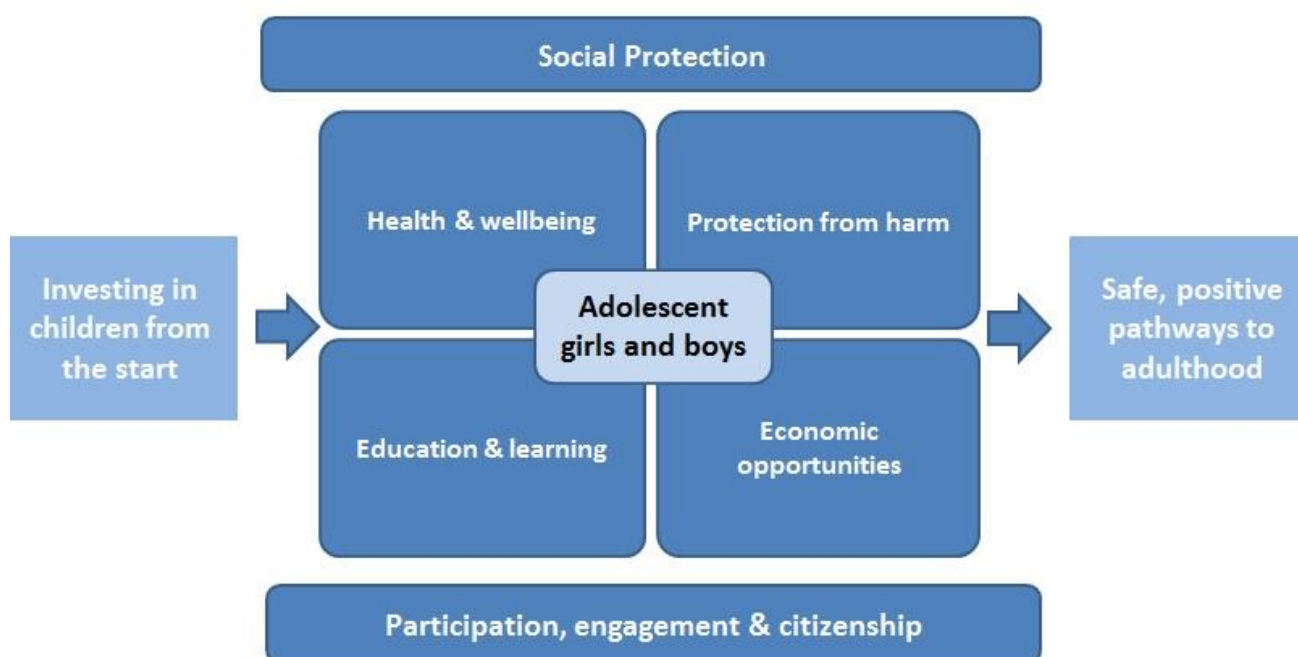 Social Protection
Health & wellbeing
Protection from harm
Investing in
children from
the start
Adolescent
girls and boys
Safe, positive
pathways to
adulthood
Education & learning
Economic
opportunities
Participation, engagement & citizenship